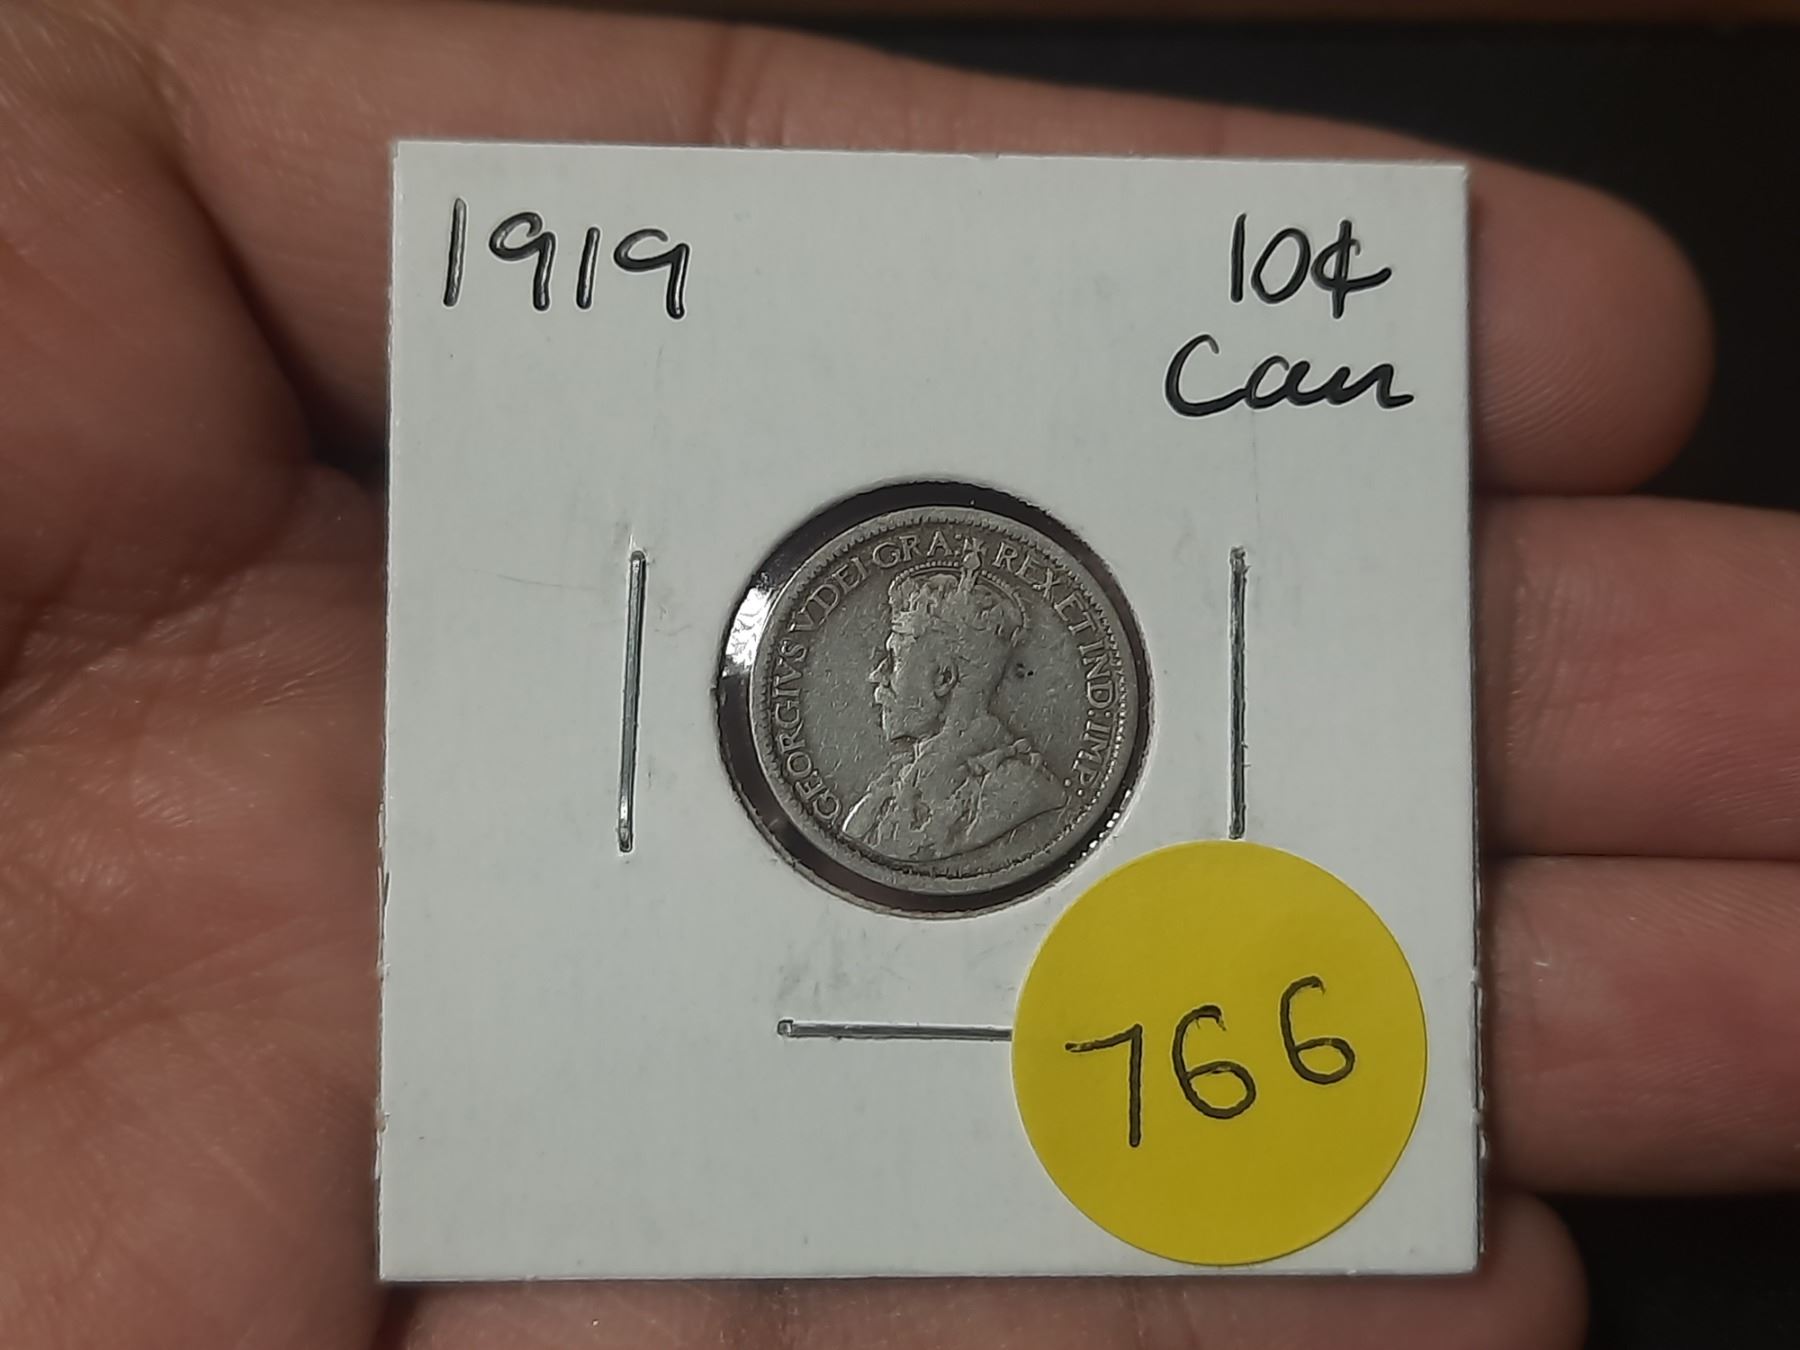 1919
10¢
Can
GEORGIVS V DEI GRA: REX ET IND: IMP:
766